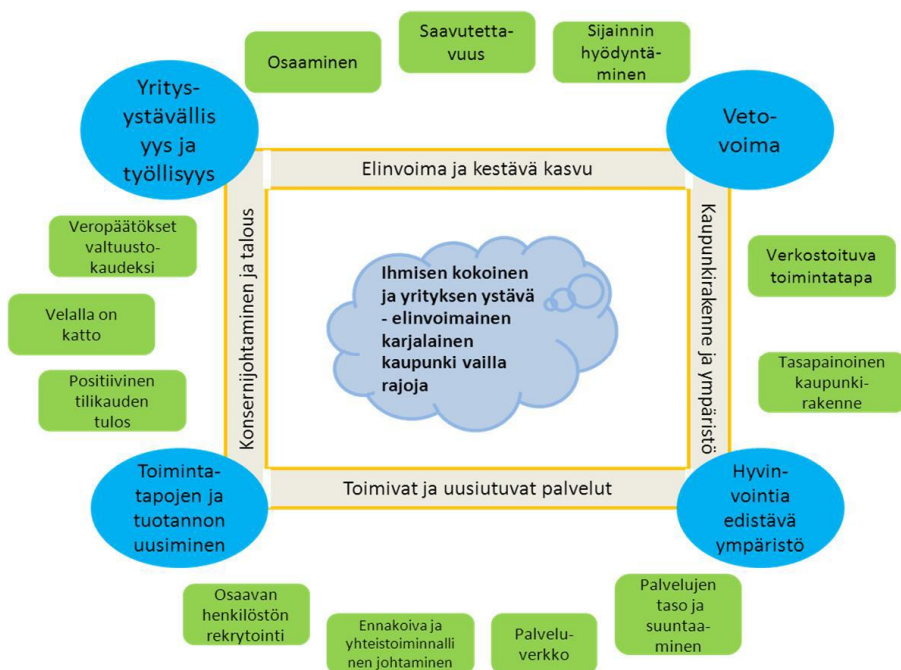 Osaaminen
Saavutetta-
vuus
Sijainnin
hyödyntä-
minen
Yritys-
ystävällis
yys ja
työllisyys
Veto-
voima
Elinvoima ja kestävä kasvu
Konsernijohtaminen ja talous
Kaupunkirakenne ja ympäristö
Veropäätökset
valtuusto-
kaudeksi
Velalla on
katto
Positiivinen
tilikauden
tulos
Ihmisen kokoinen
ja yrityksen ystävä
- elinvoimainen
karjalainen
kaupunki vailla
rajoja
Verkostoituva
toimintatapa
Tasapainoinen
kaupunki-
rakenne
Toiminta-
tapojen ja
tuotannon
uusiminen
Toimivat ja uusiutuvat palvelut
Hyvin-
vointia
edistävä
ympäristö
Osaavan
henkilöstön
rekrytointi
Ennakoiva ja
yhteistoiminnalli
nen johtaminen
Palvelu-
verkko
Palvelujen
taso ja
suuntaa-
minen